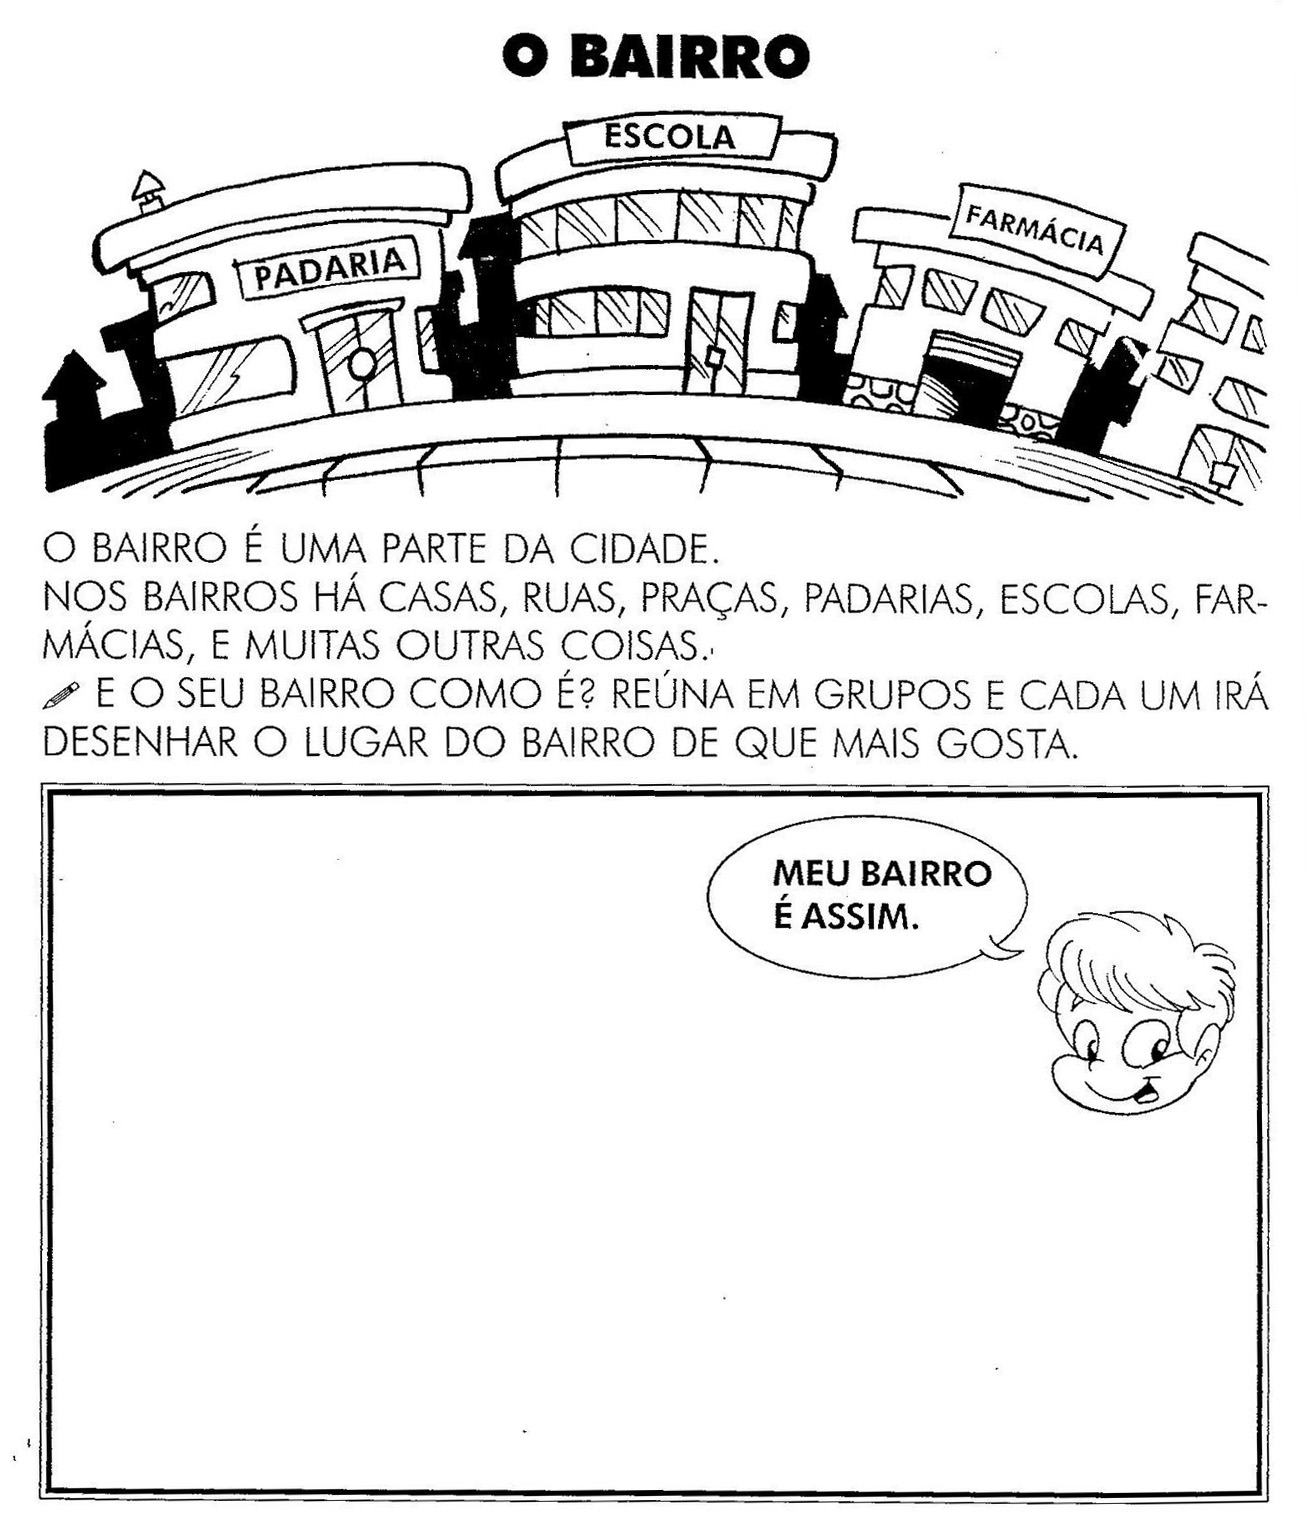 O BAIRRO
ESCOLA
FARMÁCIA
PADARIA
O BAIRRO É UMA PARTE DA CIDADE.
NOS BAIRROS HÁ CASAS, RUAS, PRAÇAS, PADARIAS, ESCOLAS, FAR-
MÁCIAS, E MUITAS OUTRAS COISAS.
E O SEU BAIRRO COMO É? REÚNA EM GRUPOS E CADA UM IRÁ
DESENHAR O LUGAR DO BAIRRO DE QUE MAIS GOSTA.
MEU BAIRRO
É ASSIM.